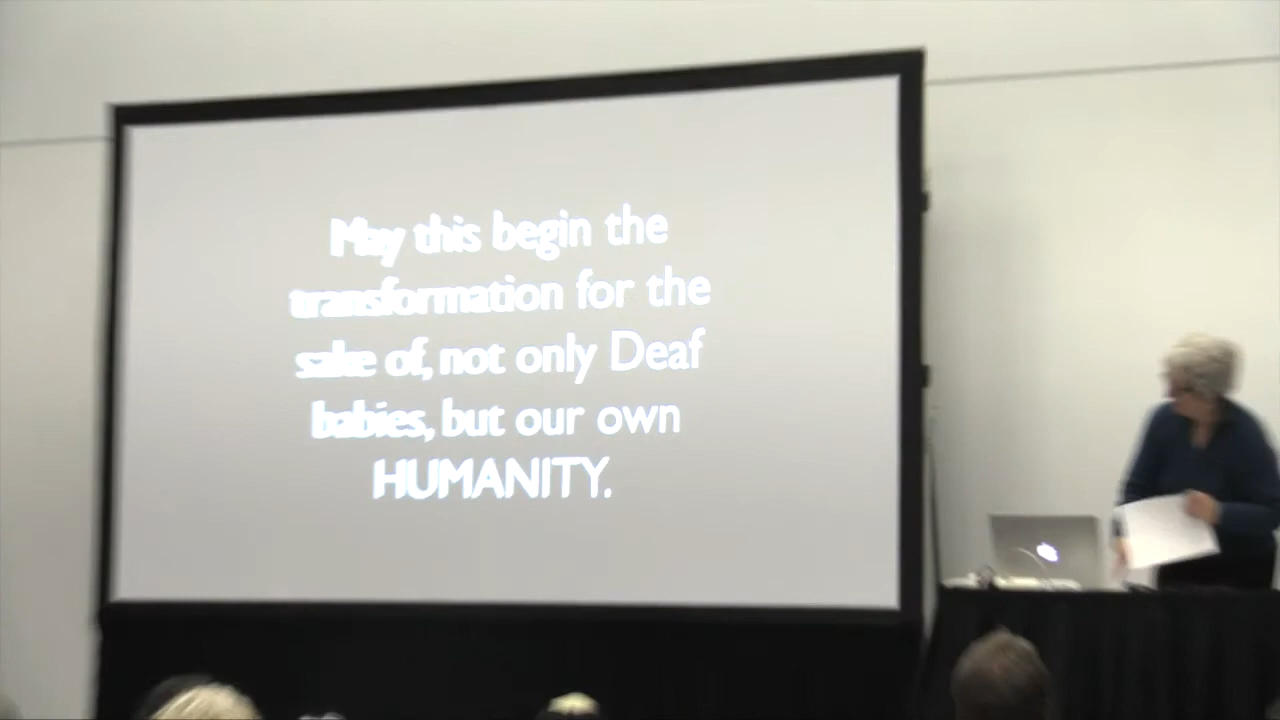 May this begin the
transformation for the
sake of, not only Deaf
babies, but our own
HUMANITY.